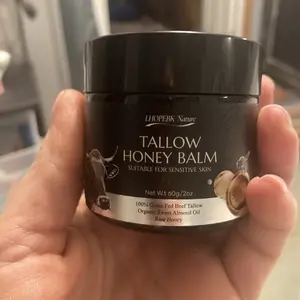 LHOPERK Nature
TALLOW
HONEY BALM
SUITABLE FOR SENSITIVE SKIN
Net Wt 60g/2oz
100% Grass Fed Beef Tallow
Organic Sweet Almond Oil
Raw Honey